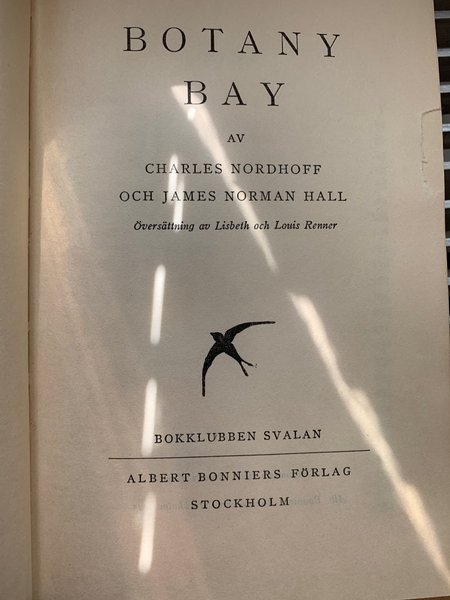 BOTANY
BAY
AV
CHARLES NORDHOFF
OCH JAMES NORMAN HALL
Översättning av Lisbeth och Louis Renner
BOKKLUBBEN SVALAN
ALBERT BONNIERS FÖRLAG
STOCKHOLM